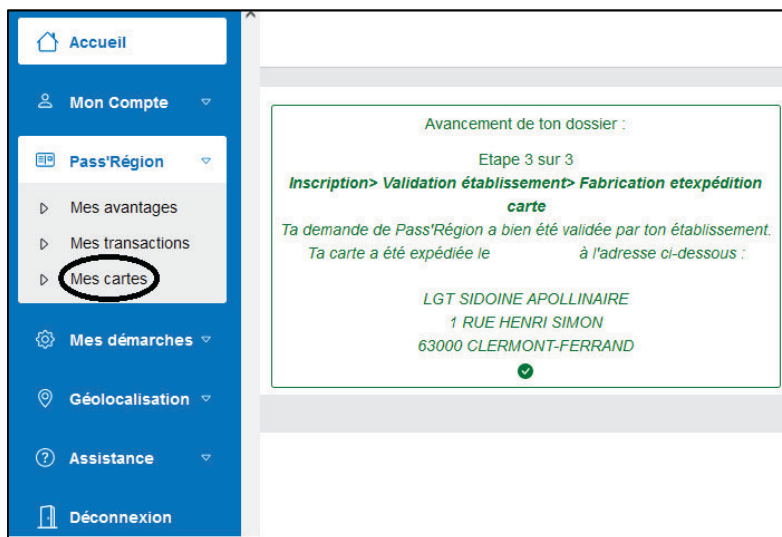 Accueil
Mon Compte
Pass'Région
Mes avantages
Mes transactions
Mes cartes
Mes démarches
Géolocalisation
Assistance
Déconnexion
Avancement de ton dossier :
Etape 3 sur 3
Inscription> Validation établissement> Fabrication etexpédition
carte
Ta demande de Pass'Région a bien été validée par ton établissement.
Ta carte a été expédiée le à l'adresse ci-dessous :
LGT SIDOINE APOLLINAIRE
1 RUE HENRI SIMON
63000 CLERMONT-FERRAND